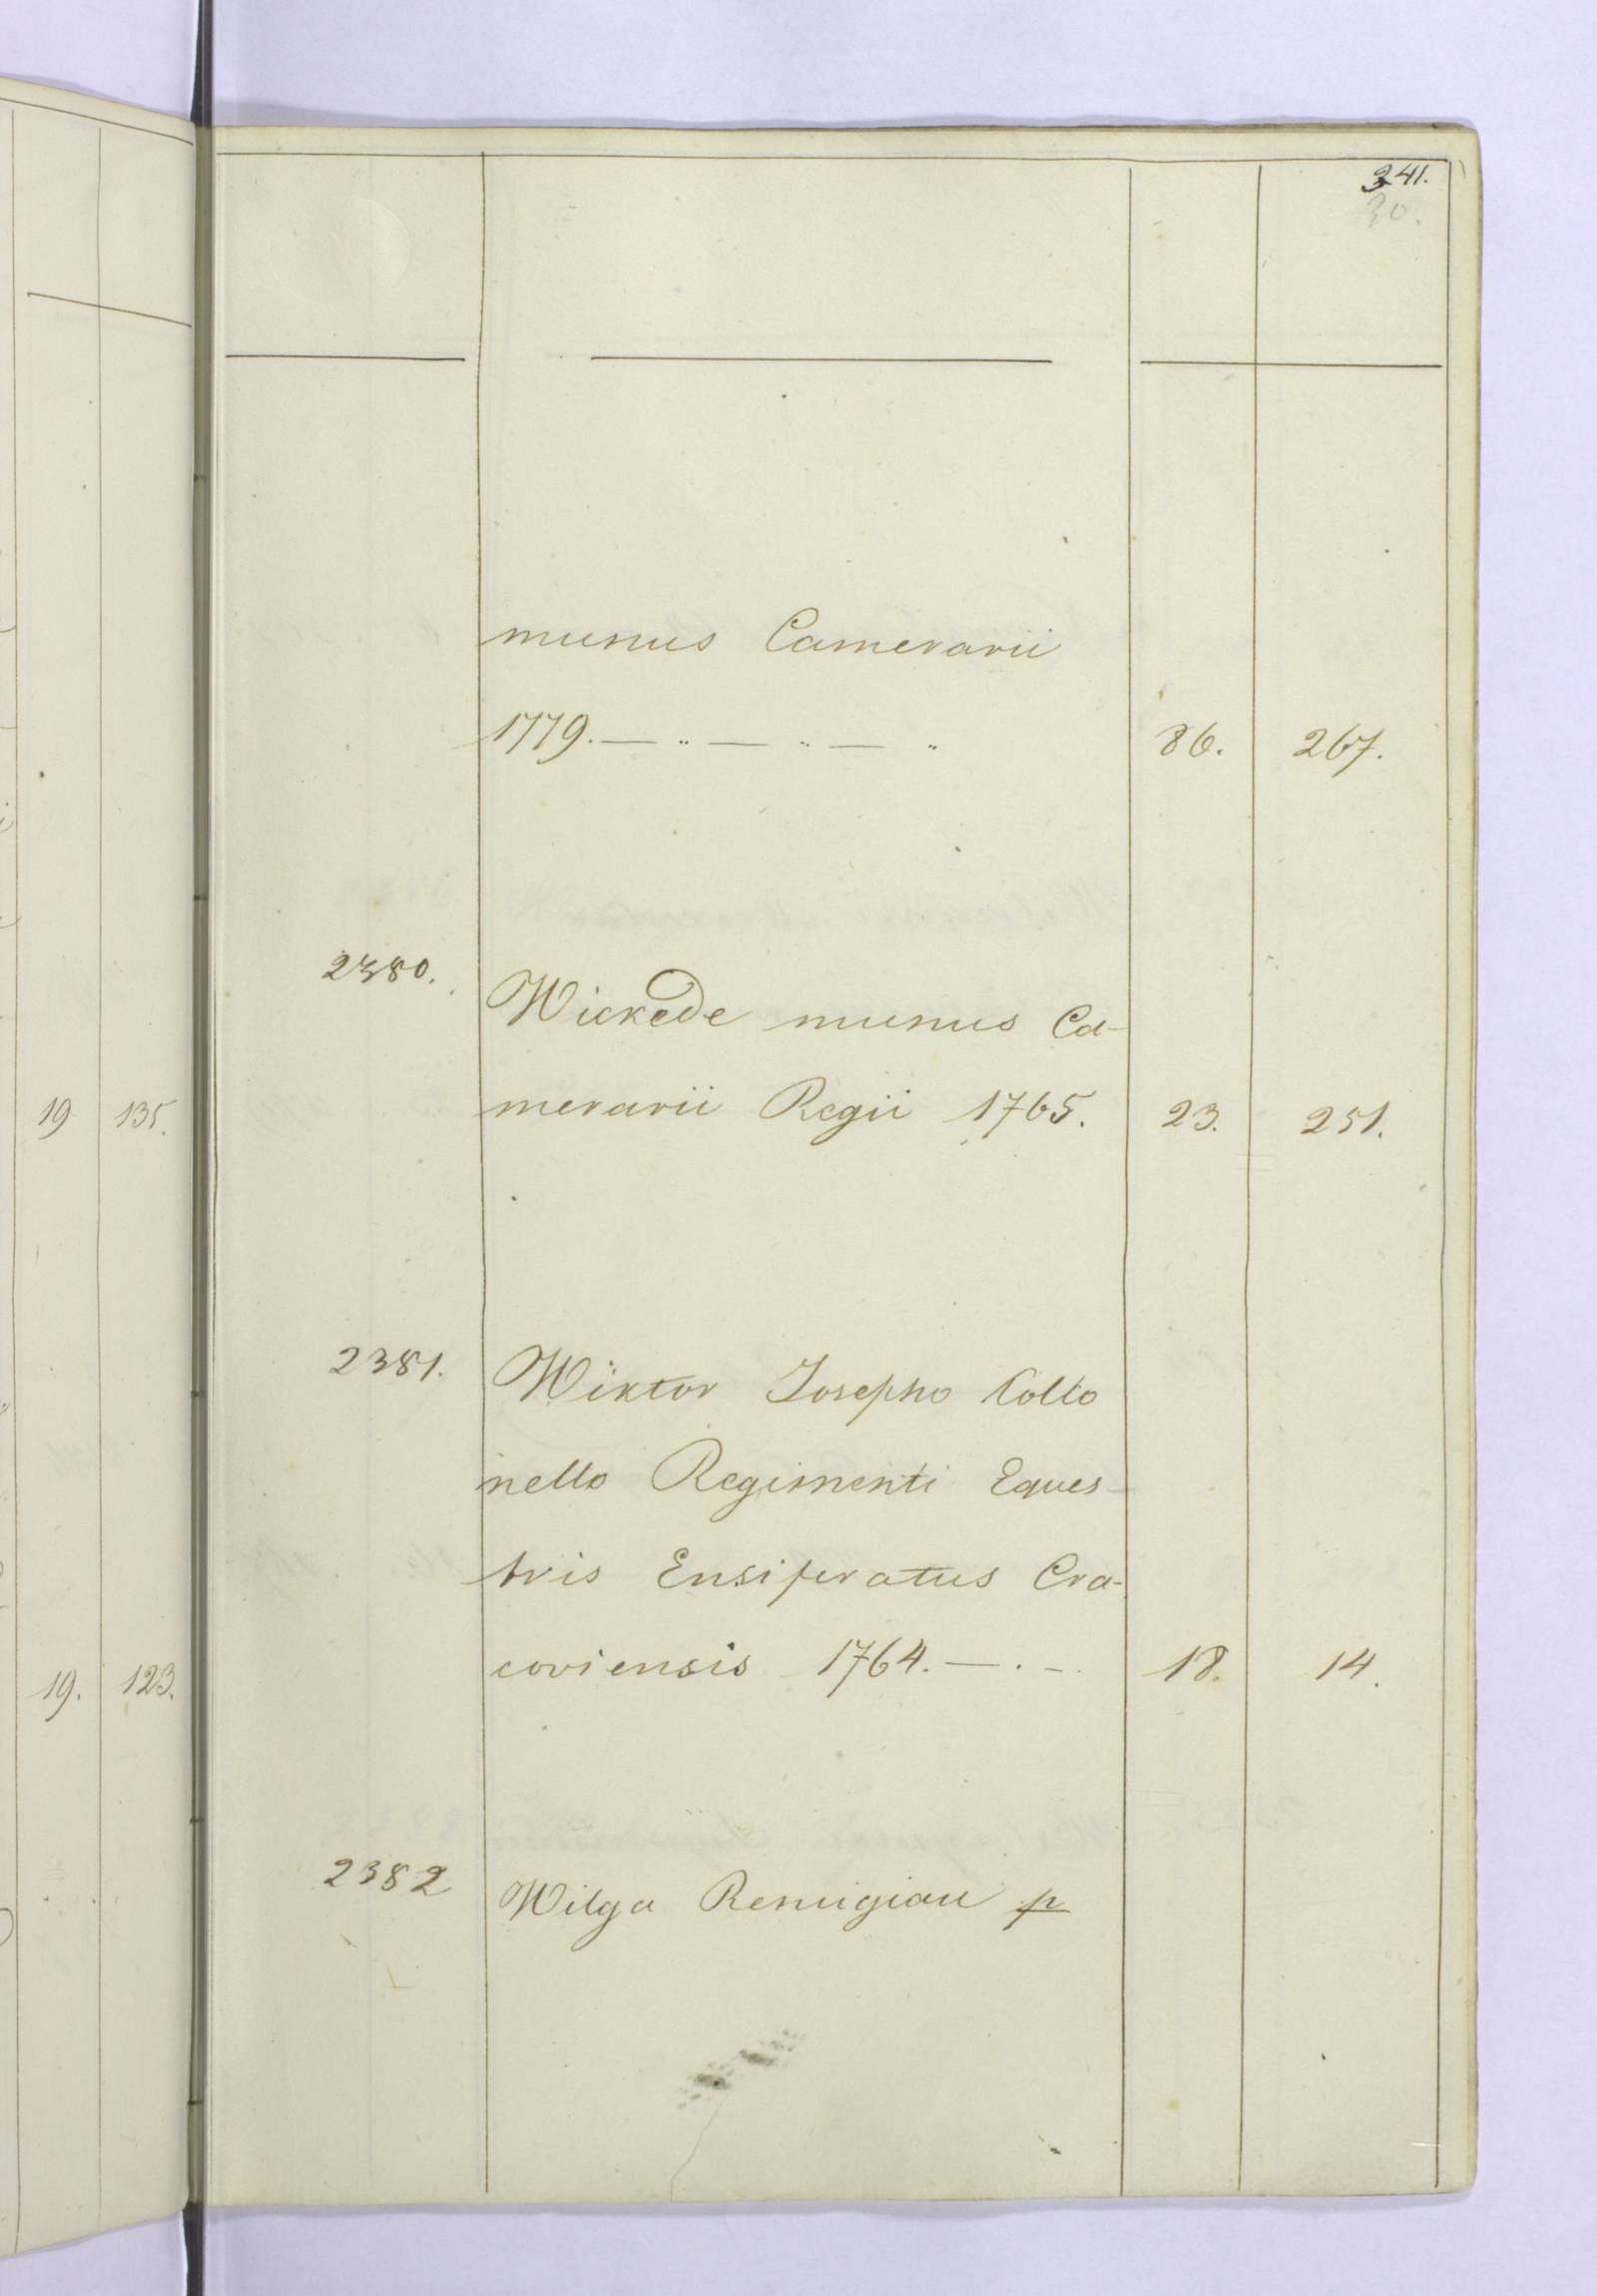 341.
30.
munus Camerarii
1779. — " — " — " 86. 267.
2380. Wickede munus Ca-
merarii Regii 1765. 23. 251.
19 135.
2381. Wiktor Josepho Collo
nello Regimenti Eques-
tris Ensiferatus Cra-
coviensis 1764. — . - 18. 14.
19. 123.
2382 Wilga Remigian